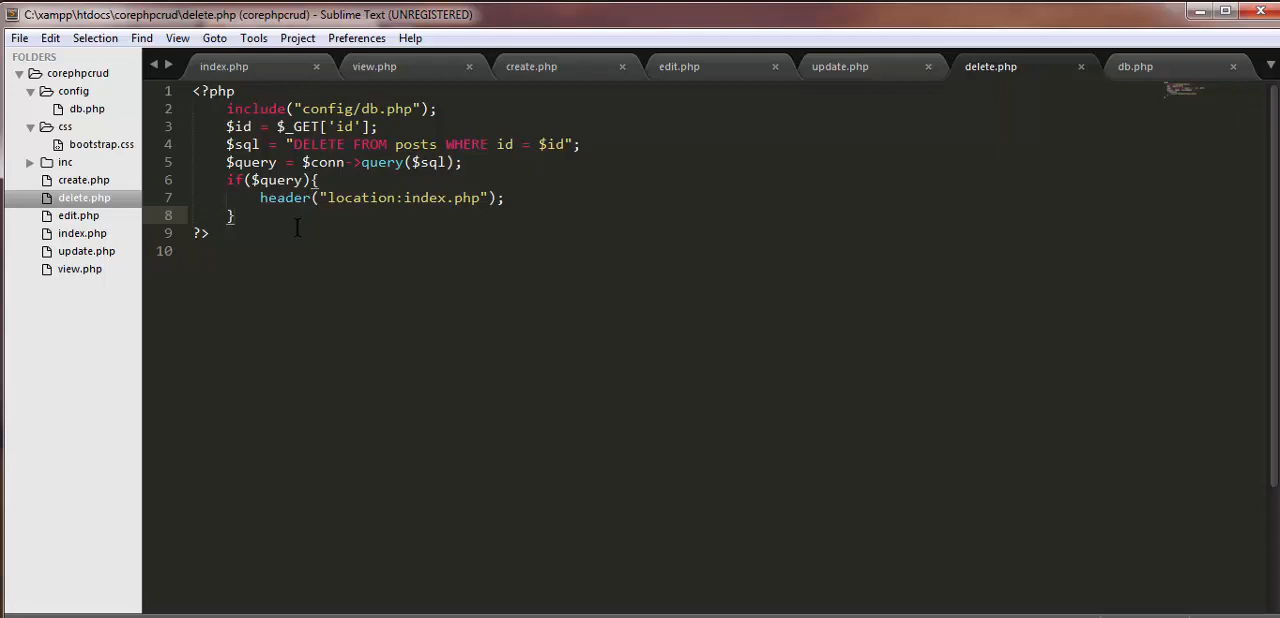 C:\xampp\htdocs\corephpcrud\delete.php (corephpcrud) - Sublime Text (UNREGISTERED)
File Edit Selection Find View Goto Tools Project Preferences Help
FOLDERS
corephpcrud
config
db.php
css
bootstrap.css
inc
create.php
delete.php
edit.php
index.php
update.php
view.php
index.php view.php create.php edit.php update.php delete.php db.php
1 <?php
2 include("config/db.php");
3 $id = $_GET['id'];
4 $sql = "DELETE FROM posts WHERE id = $id";
5 $query = $conn->query($sql);
6 if($query){
7 header("location:index.php");
8 }
9 ?>
10